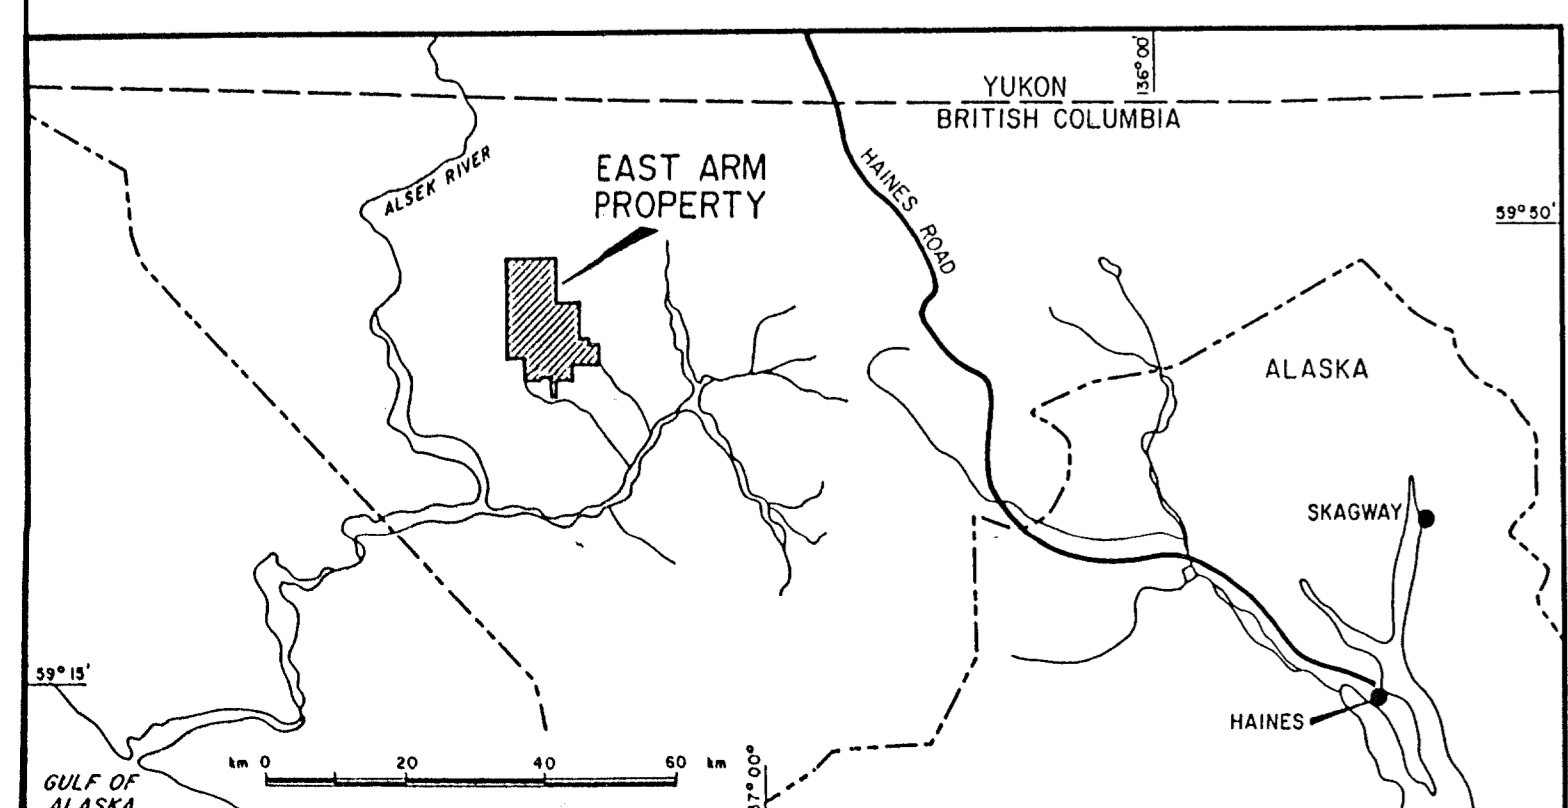 136° 00'
YUKON
BRITISH COLUMBIA
EAST ARM
PROPERTY
ALSEK RIVER
HAINES ROAD
59° 50'
ALASKA
SKAGWAY
59° 15'
HAINES
km 0 20 40 60 km
GULF OF
ALASKA